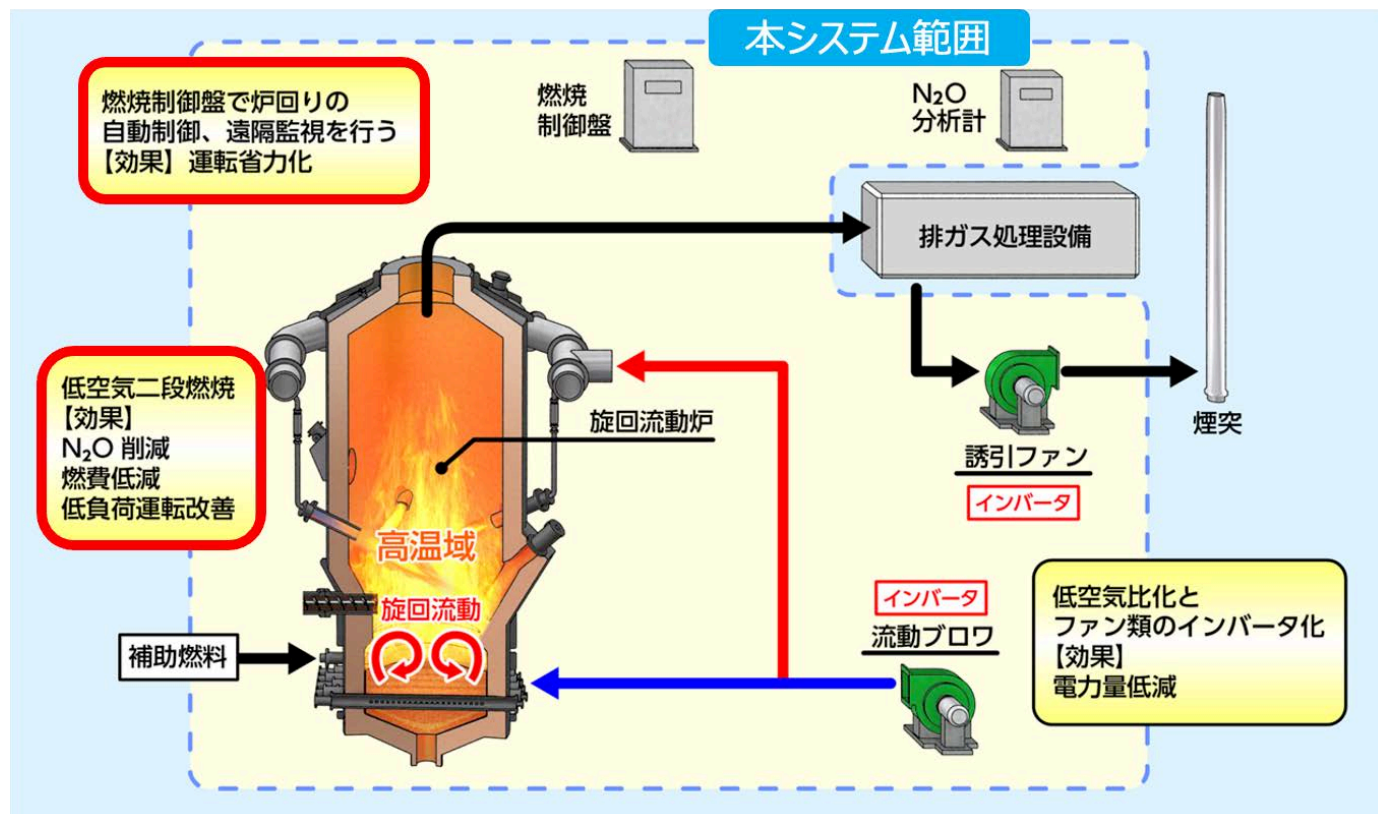 本システム範囲
燃焼制御盤で炉回りの
自動制御、遠隔監視を行う
【効果】運転省力化
燃焼
制御盤
N₂O
分析計
排ガス処理設備
低空気二段燃焼
【効果】
N₂O 削減
燃費低減
低負荷運転改善
旋回流動炉
煙突
誘引ファン
インバータ
高温域
旋回流動
補助燃料
インバータ
流動ブロワ
低空気比化と
ファン類のインバータ化
【効果】
電力量低減